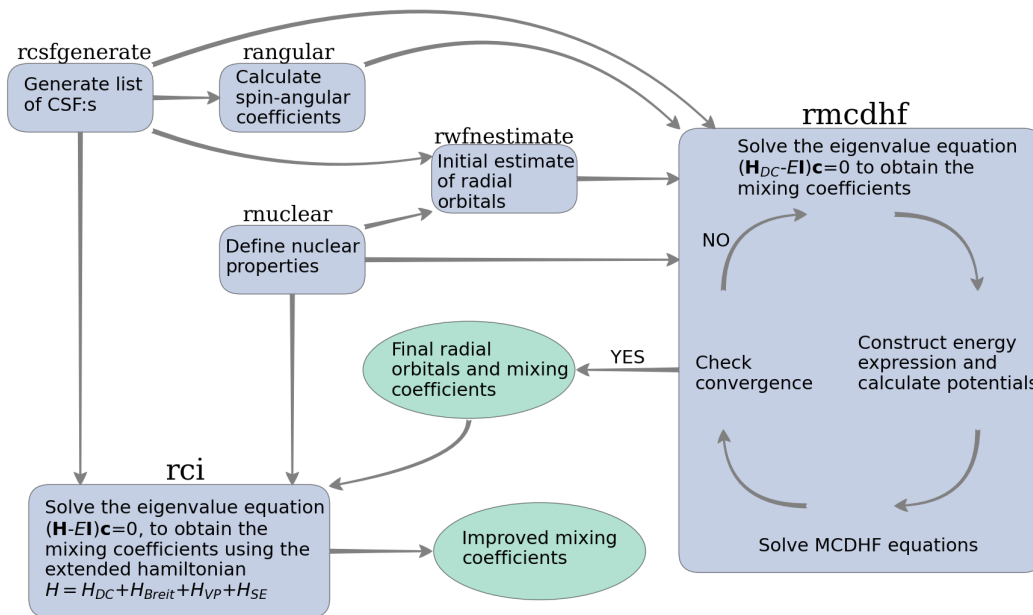 rcsfgenerate
Generate list
of CSF:s
rangular
Calculate
spin-angular
coefficients
rwfnestimate
Initial estimate
of radial
orbitals
rnuclear
Define nuclear
properties
rmcdhf
Solve the eigenvalue equation
(H_DC-EI)c=0 to obtain the
mixing coefficients
NO
Construct energy
expression and
calculate potentials
Check
convergence
Solve MCDHF equations
YES
Final radial
orbitals and mixing
coefficients
rci
Solve the eigenvalue equation
(H-EI)c=0, to obtain the
mixing coefficients using the
extended hamiltonian
H = H_DC+H_Breit+H_VP+H_SE
Improved mixing
coefficients